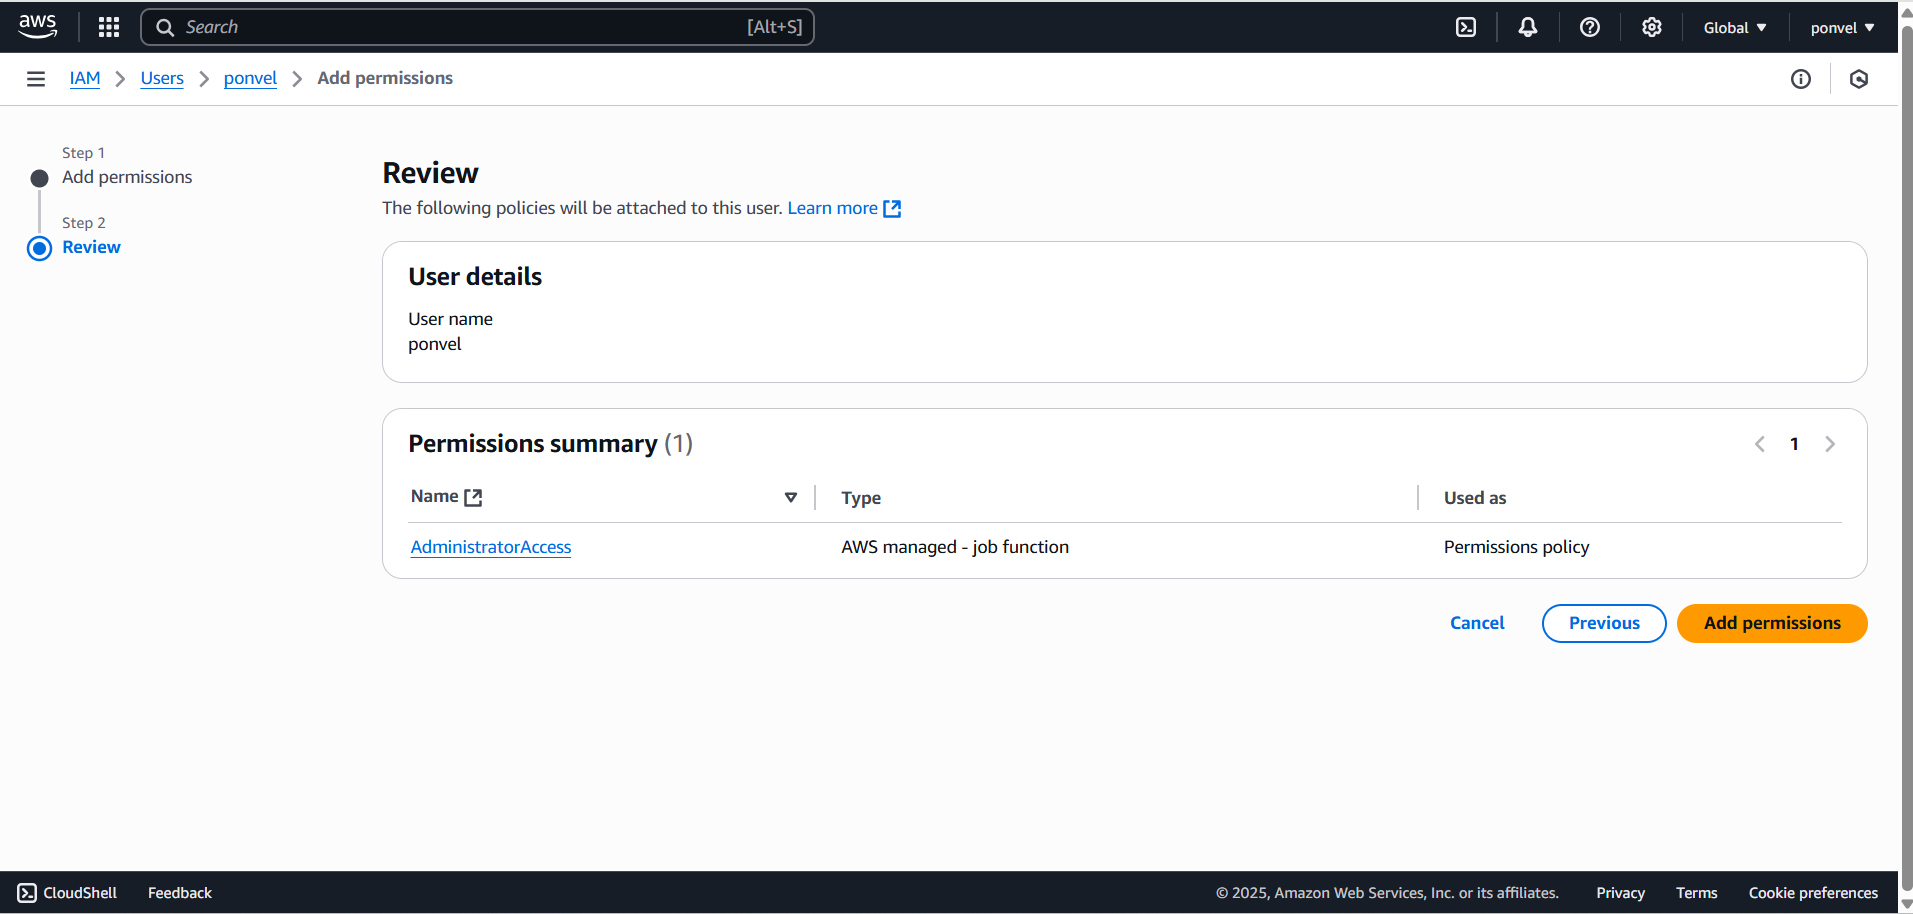 aws
Search [Alt+S]
Global
ponvel
IAM
Users
ponvel
Add permissions
Step 1
Add permissions
Step 2
Review
Review
The following policies will be attached to this user. Learn more
User details
User name
ponvel
Permissions summary (1)
1
Name Type Used as
AdministratorAccess AWS managed - job function Permissions policy
Cancel Previous Add permissions
CloudShell Feedback © 2025, Amazon Web Services, Inc. or its affiliates. Privacy Terms Cookie preferences